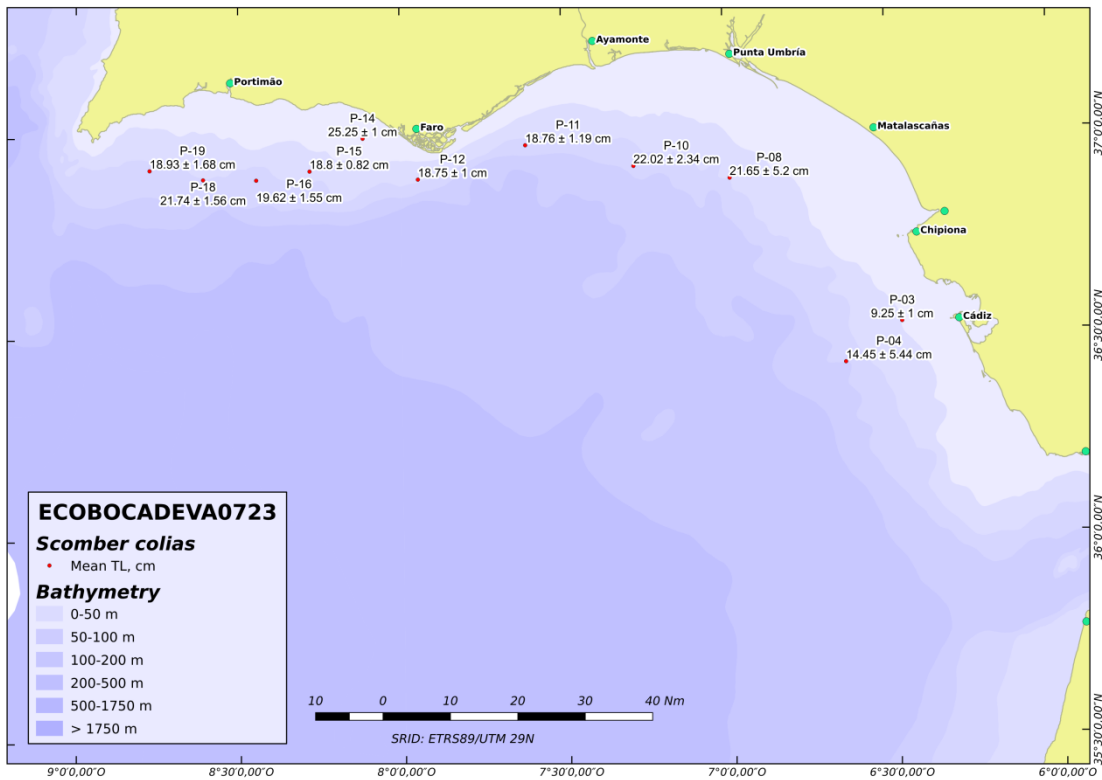 Ayamonte
Punta Umbría
Portimão
P-14
25.25 ± 1 cm
Faro
Matalascañas
P-11
18.76 ± 1.19 cm
P-19
18.93 ± 1.68 cm
P-15
18.8 ± 0.82 cm
P-12
18.75 ± 1 cm
P-10
22.02 ± 2.34 cm
P-08
21.65 ± 5.2 cm
P-18
21.74 ± 1.56 cm
P-16
19.62 ± 1.55 cm
Chipiona
P-03
9.25 ± 1 cm
Cádiz
P-04
14.45 ± 5.44 cm
37°0'0,00"N
36°30'0,00"N
36°0'0,00"N
35°30'0,00"N
ECOBOCADEVA0723
Scomber colias
Mean TL, cm
Bathymetry
0-50 m
50-100 m
100-200 m
200-500 m
500-1750 m
> 1750 m
10 0 10 20 30 40 Nm
SRID: ETRS89/UTM 29N
9°0'0,00"O 8°30'0,00"O 8°0'0,00"O 7°30'0,00"O 7°0'0,00"O 6°30'0,00"O 6°0'0,00"O